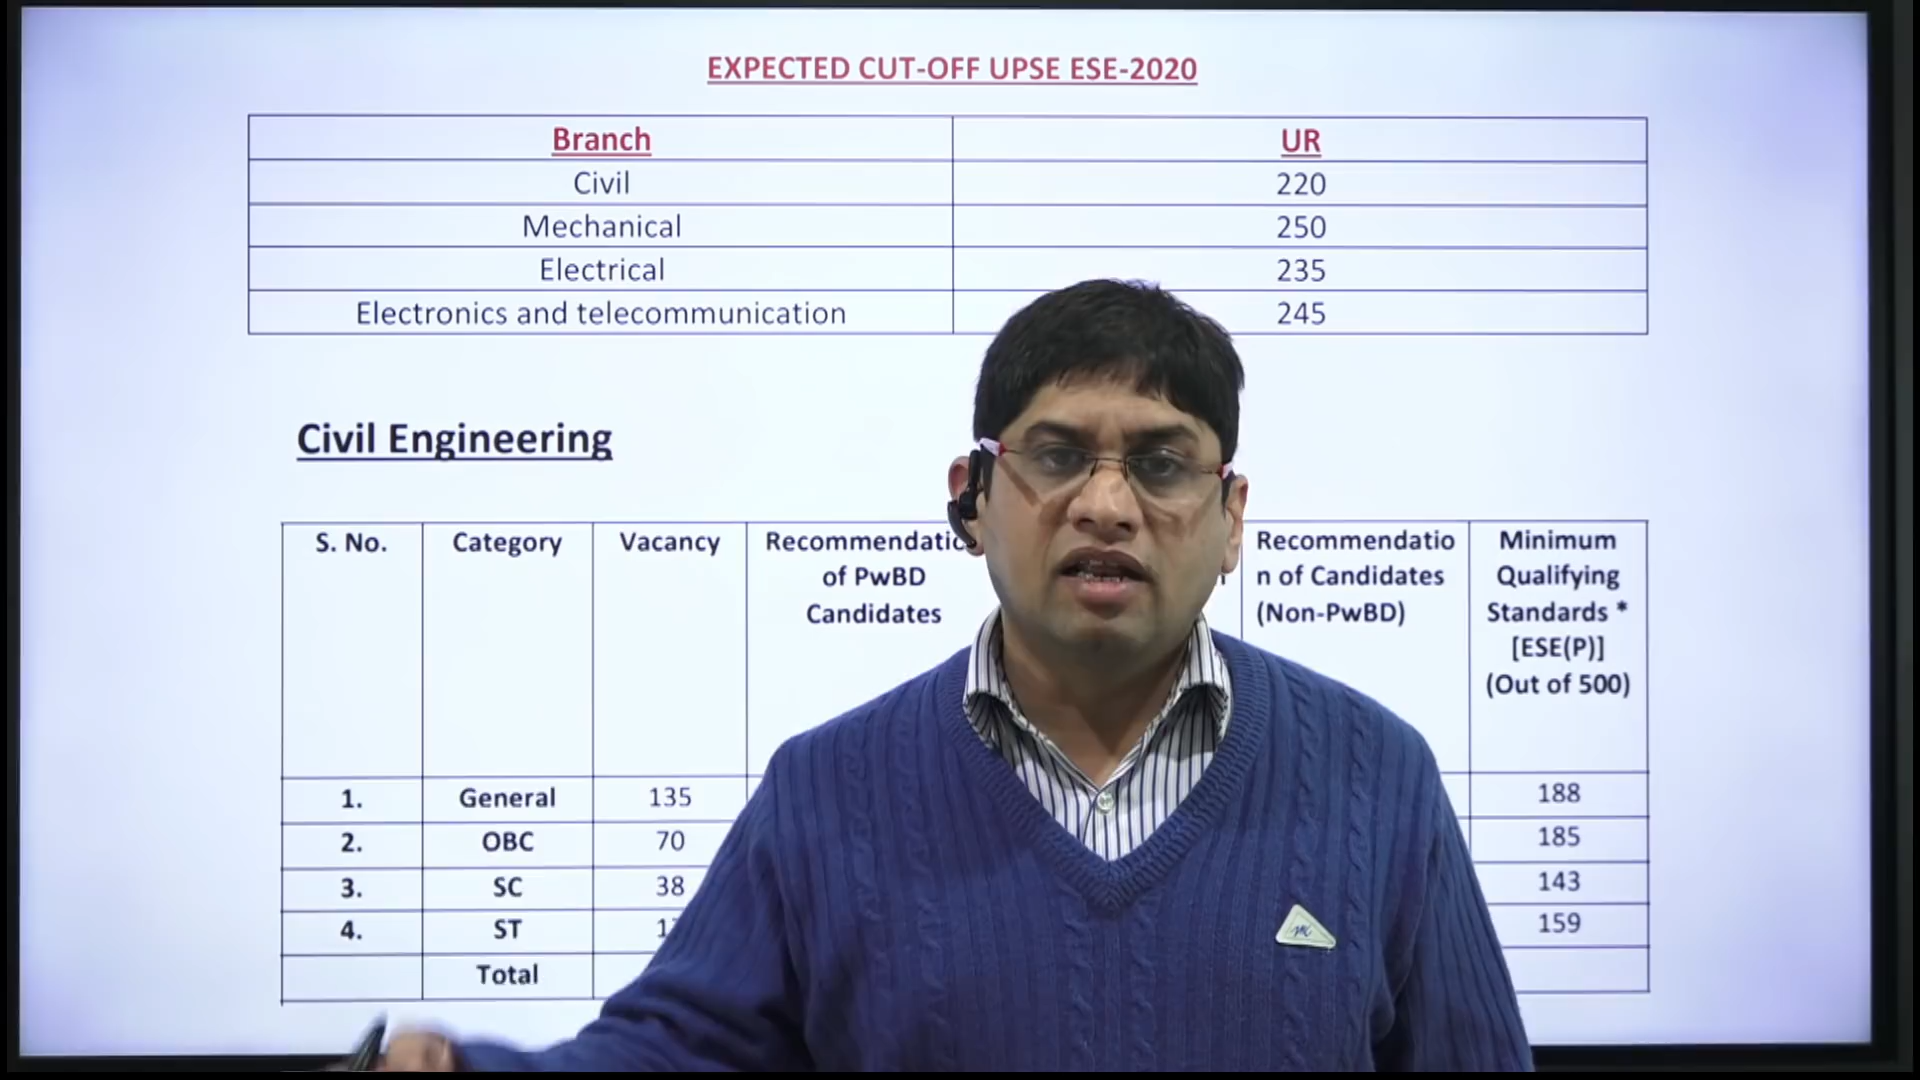 EXPECTED CUT-OFF UPSE ESE-2020
Branch UR
Civil 220
Mechanical 250
Electrical 235
Electronics and telecommunication 245
Civil Engineering
S. No. Category Vacancy Recommendatio Minimum
of PwBD n of Candidates Qualifying
Candidates (Non-PwBD) Standards *
[ESE(P)]
(Out of 500)
1. General 135 188
2. OBC 70 185
3. SC 38 143
4. ST 159
Total